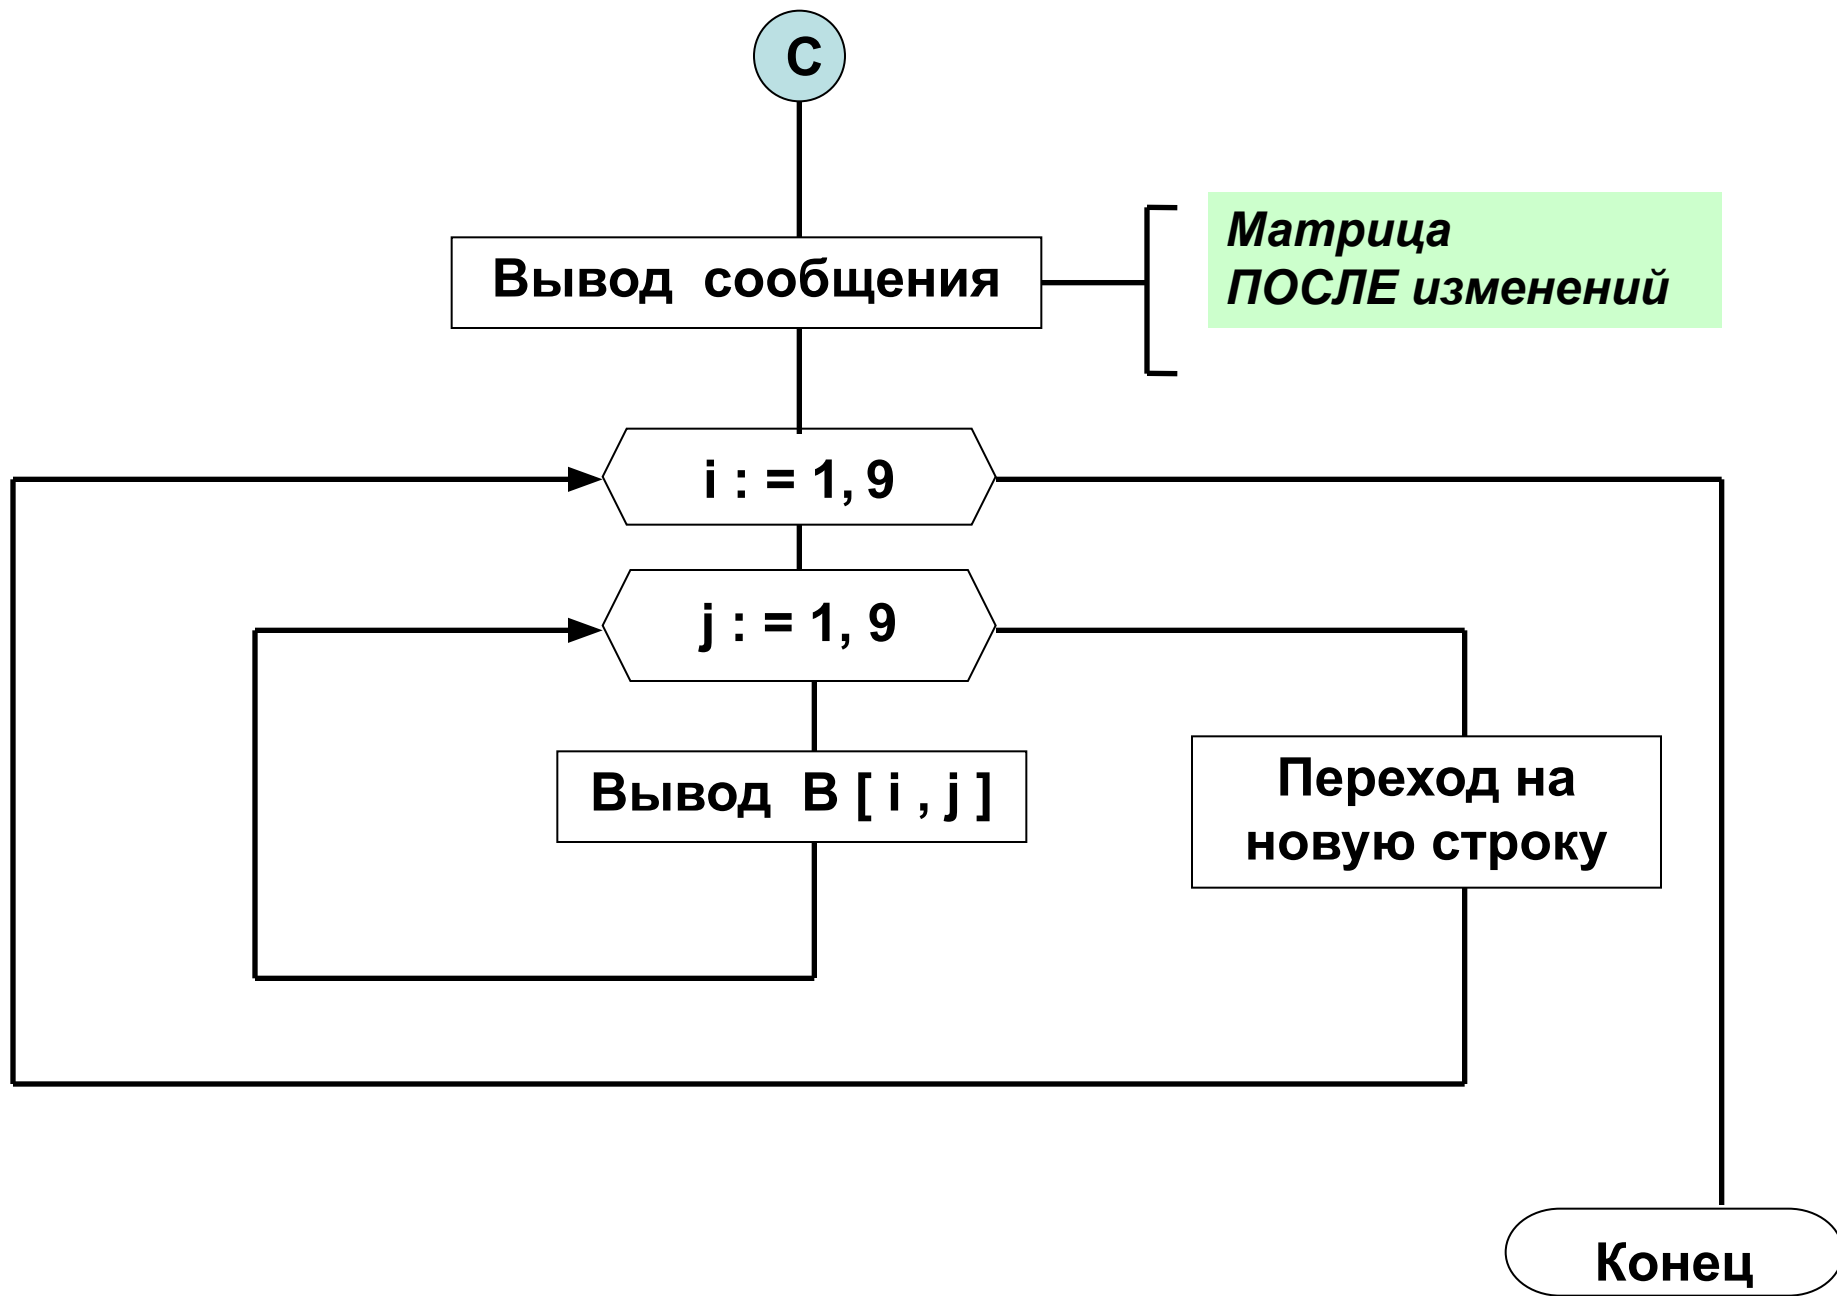 С
Вывод сообщения
Матрица
ПОСЛЕ изменений
i : = 1, 9
j : = 1, 9
Вывод B [ i , j ]
Переход на
новую строку
Конец